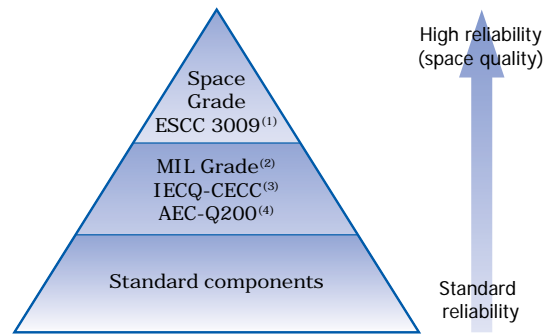 High reliability
(space quality)
Space
Grade
ESCC 3009(1)
MIL Grade(2)
IECQ-CECC(3)
AEC-Q200(4)
Standard components
Standard
reliability